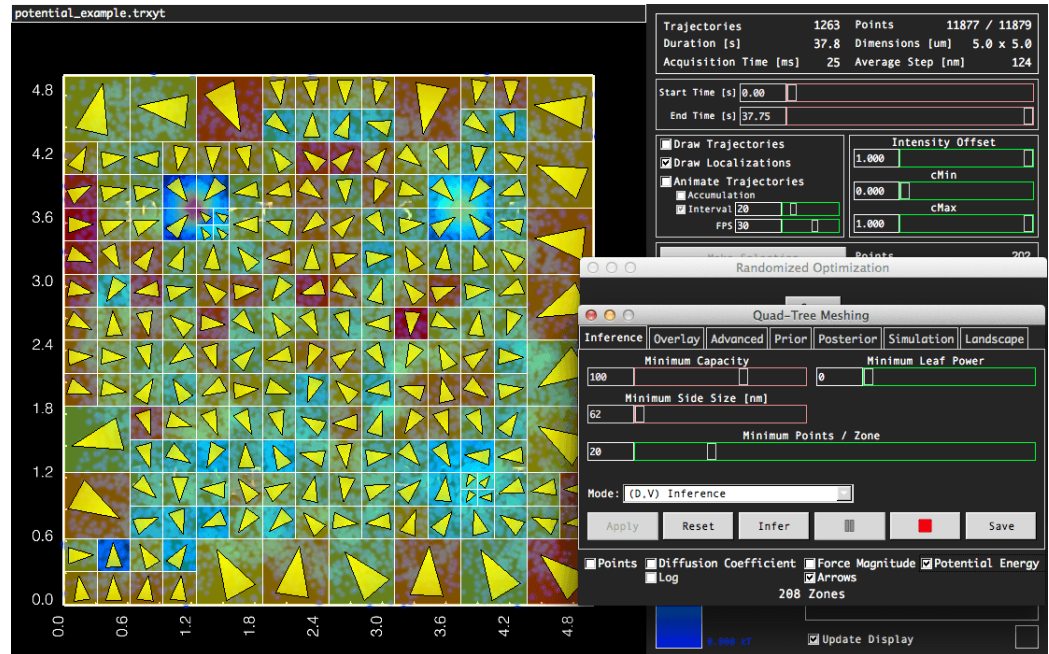 potential_example.trxyt
4.8
4.2
3.6
3.0
2.4
1.8
1.2
0.6
0.0
0.0 0.6 1.2 1.8 2.4 3.0 3.6 4.2 4.8
Trajectories 1263 Points 11877 / 11879
Duration [s] 37.8 Dimensions [um] 5.0 x 5.0
Acquisition Time [ms] 25 Average Step [nm] 124
Start Time [s] 0.00
End Time [s] 37.75
Draw Trajectories
Draw Localizations
Animate Trajectories
Accumulation
Interval 20
FPS 30
Intensity Offset
1.000
cMin
0.000
cMax
1.000
Points 202
Randomized Optimization
Quad-Tree Meshing
Inference Overlay Advanced Prior Posterior Simulation Landscape
Minimum Capacity Minimum Leaf Power
100 0
Minimum Side Size [nm]
62
Minimum Points / Zone
20
Mode: (D,V) Inference
Apply Reset Infer Save
Points Diffusion Coefficient Force Magnitude Potential Energy
Log Arrows
208 Zones
0.000 kT
Update Display